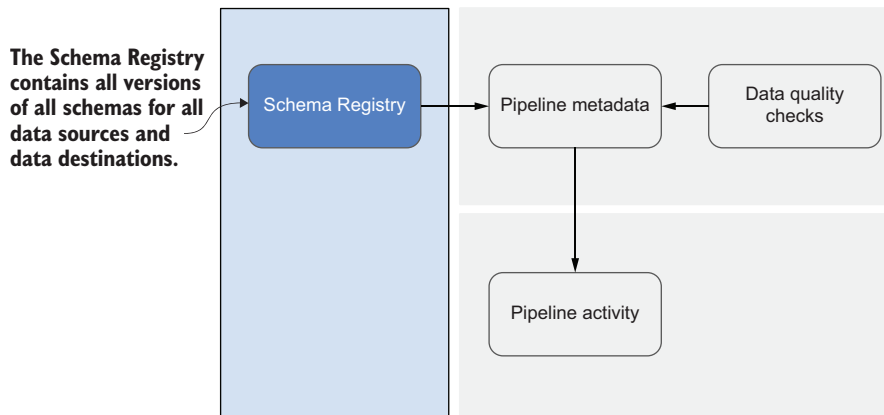 The Schema Registry
contains all versions
of all schemas for all
data sources and
data destinations.
Schema Registry
Pipeline metadata
Data quality
checks
Pipeline activity